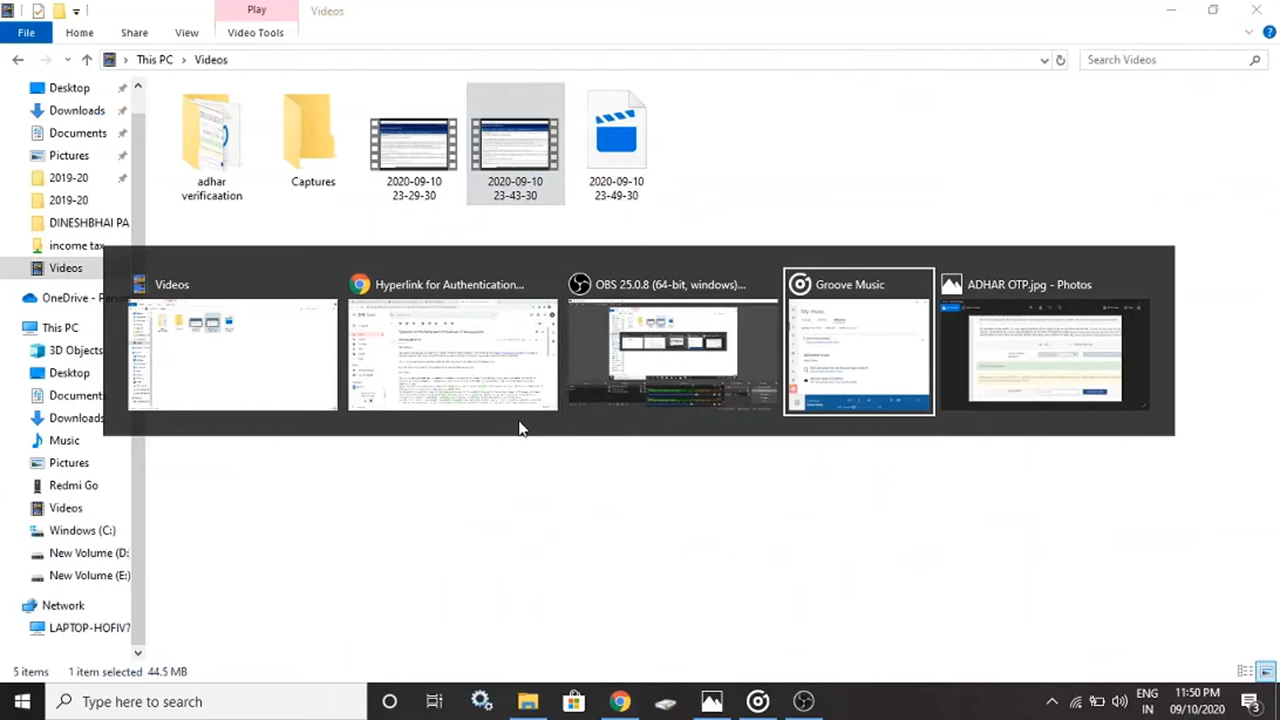 Play
Videos
File
Home
Share
View
Video Tools
This PC
Videos
Search Videos
Desktop
Downloads
Documents
Pictures
2019-20
2019-20
DINESHBHAI PA
income tax
Videos
OneDrive - Perso
This PC
3D Objects
Desktop
Document
Downloads
Music
Pictures
Redmi Go
Videos
Windows (C:)
New Volume (D:
New Volume (E:)
Network
LAPTOP-HOFIV7
adhar
verificaation
Captures
2020-09-10
23-29-30
2020-09-10
23-43-30
2020-09-10
23-49-30
Videos
Hyperlink for Authentication...
OBS 25.0.8 (64-bit, windows)...
Groove Music
ADHAR OTP.jpg - Photos
My music
5 items
1 item selected 44.5 MB
Type here to search
ENG
IN
11:50 PM
09/10/2020
3